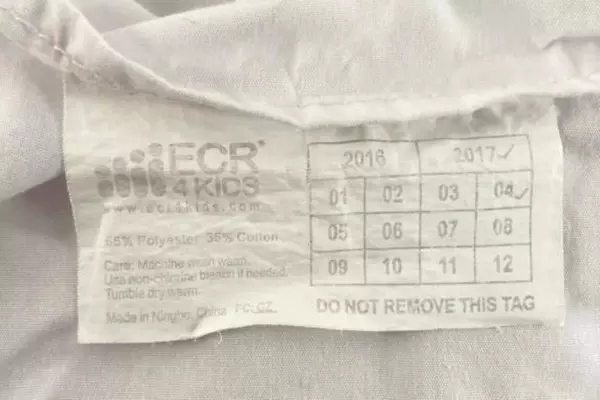 ECR
4KIDS
www.ecr4kids.com
65% Polyester 35% Cotton
Care: Machine wash warm.
Use non-chlorine bleach if needed.
Tumble dry warm.
Made in Ningbo, China
2016 2017✓
01 02 03 04✓
05 06 07 08
09 10 11 12
DO NOT REMOVE THIS TAG